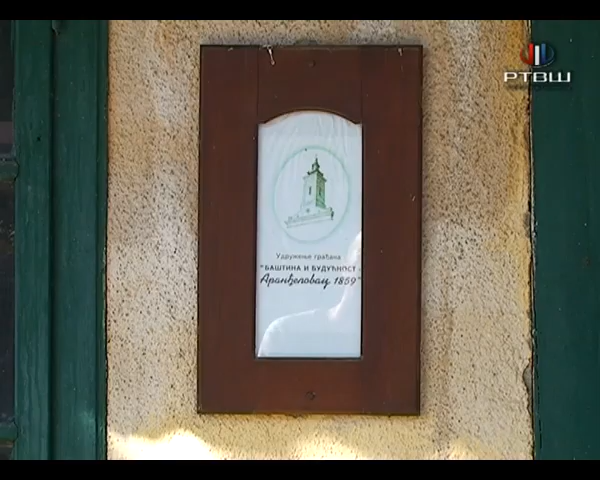 РТВШ
Удружење грађана
"БАШТИНА И БУДУЋНОСТ -
Аранђеловац 1859"